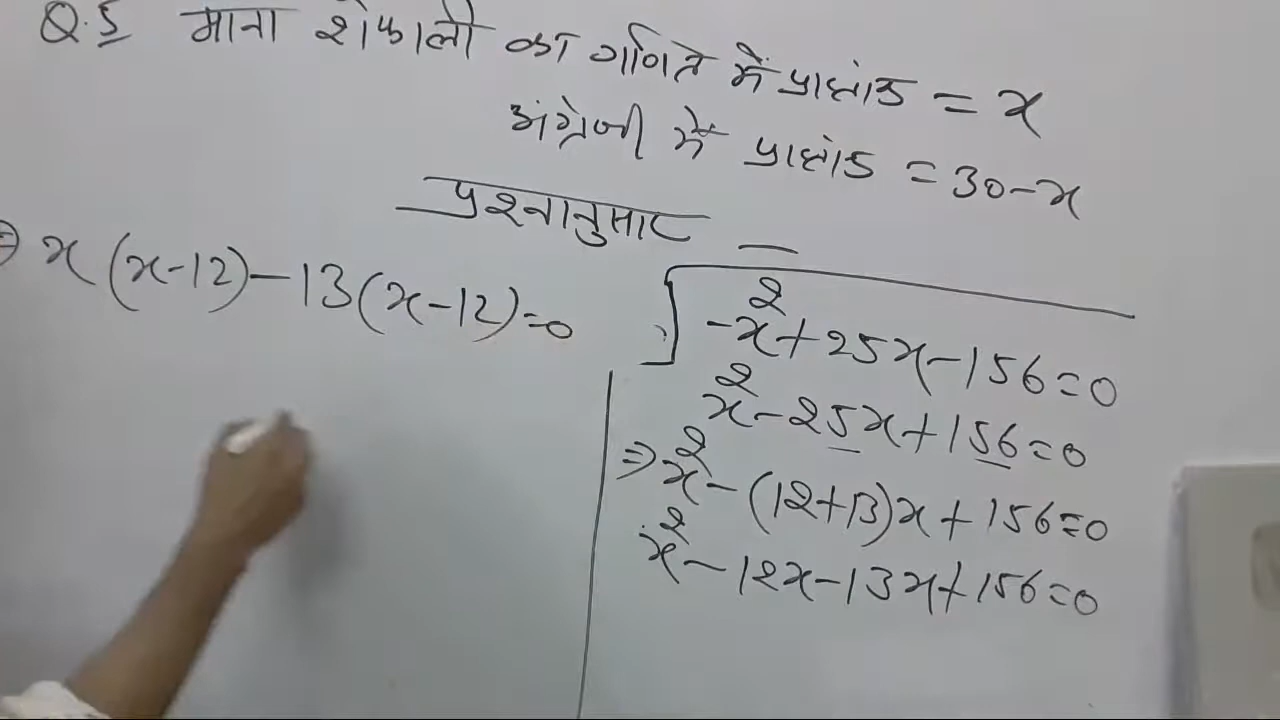 Q.5 माना शेफाली का गणित में प्राप्तांक = x
अंग्रेजी में प्राप्तांक = 30-x
प्रश्नानुसार
⇒ x(x-12)-13(x-12)=0
-x²+25x-156=0
x²-25x+156=0
⇒ x²-(12+13)x+156=0
x²-12x-13x+156=0